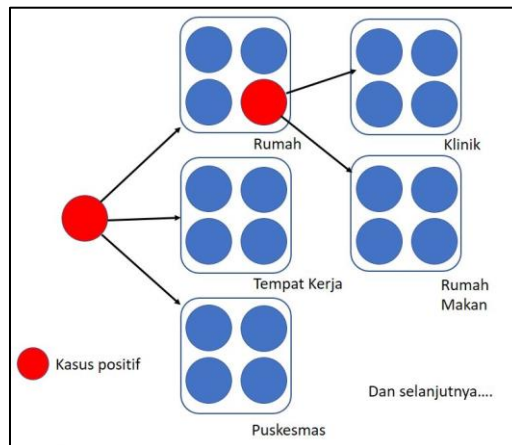 Rumah
Klinik
Tempat Kerja
Rumah
Makan
Kasus positif
Dan selanjutnya....
Puskesmas